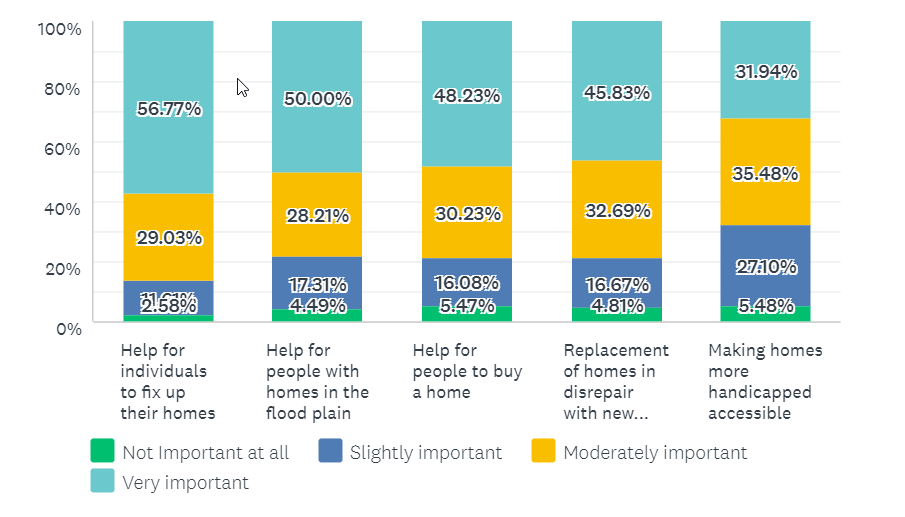 100%
80%
60%
40%
20%
0%
56.77% 50.00% 48.23% 45.83% 31.94%
29.03% 28.21% 30.23% 32.69% 35.48%
17.31% 16.08% 16.67% 27.10%
2.58% 4.49% 5.47% 4.81% 5.48%
Help for
individuals
to fix up
their homes
Help for
people with
homes in the
flood plain
Help for
people to buy
a home
Replacement
of homes in
disrepair
with new...
Making homes
more
handicapped
accessible
Not Important at all Slightly important Moderately important
Very important